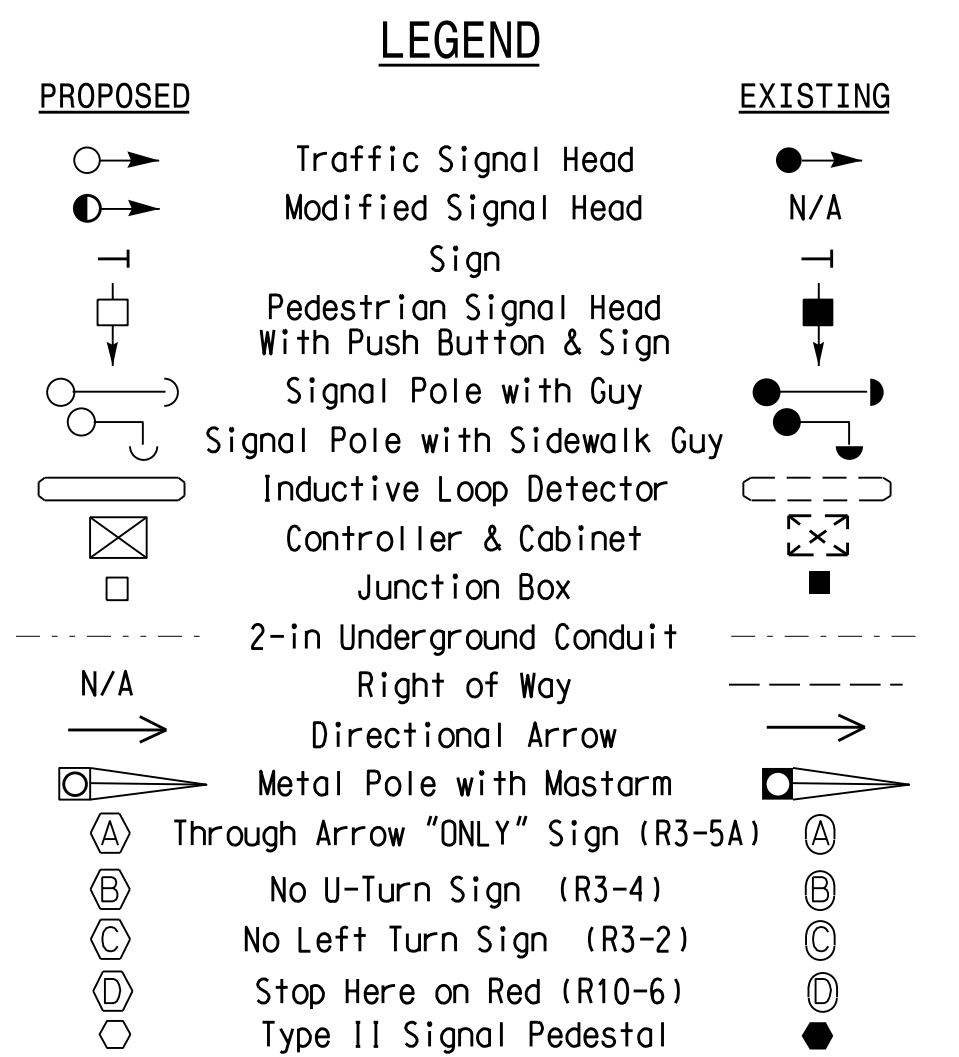 LEGEND
PROPOSED EXISTING
Traffic Signal Head
Modified Signal Head N/A
Sign
Pedestrian Signal Head
With Push Button & Sign
Signal Pole with Guy
Signal Pole with Sidewalk Guy
Inductive Loop Detector
Controller & Cabinet
Junction Box
2-in Underground Conduit
N/A Right of Way
Directional Arrow
Metal Pole with Mastarm
A Through Arrow "ONLY" Sign (R3-5A) A
B No U-Turn Sign (R3-4) B
C No Left Turn Sign (R3-2) C
D Stop Here on Red (R10-6) D
Type II Signal Pedestal